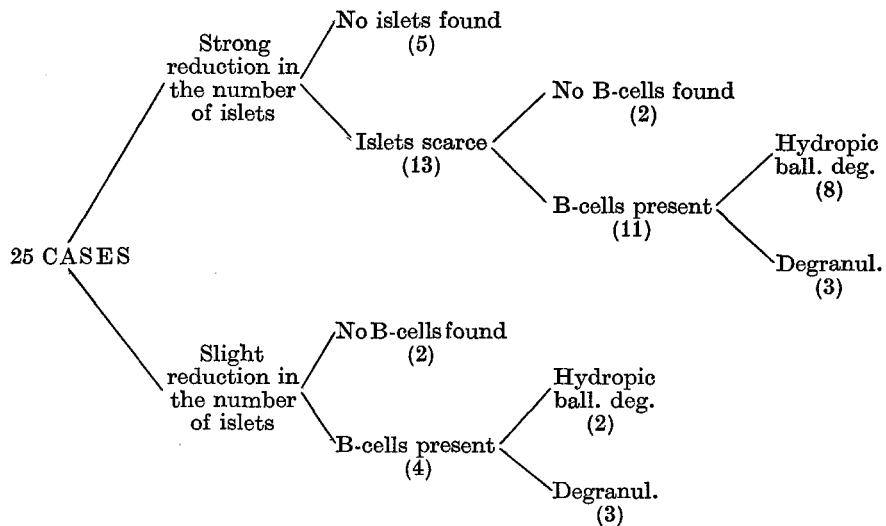 25 CASES
Strong
reduction in
the number
of islets
No islets found
(5)
Islets scarce
(13)
No B-cells found
(2)
B-cells present
(11)
Hydropic
ball. deg.
(8)
Degranul.
(3)
Slight
reduction in
the number
of islets
No B-cells found
(2)
B-cells present
(4)
Hydropic
ball. deg.
(2)
Degranul.
(3)